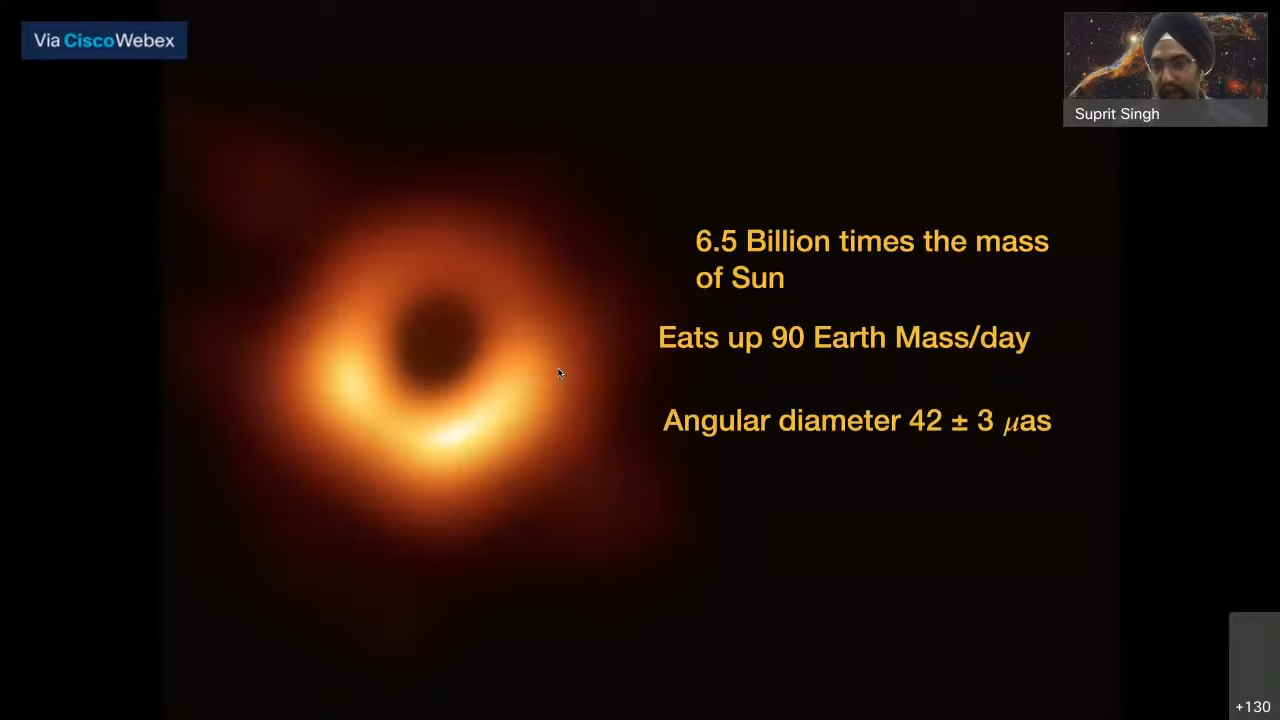 Via CiscoWebex
Suprit Singh
6.5 Billion times the mass
of Sun
Eats up 90 Earth Mass/day
Angular diameter 42 ± 3 μas
+130